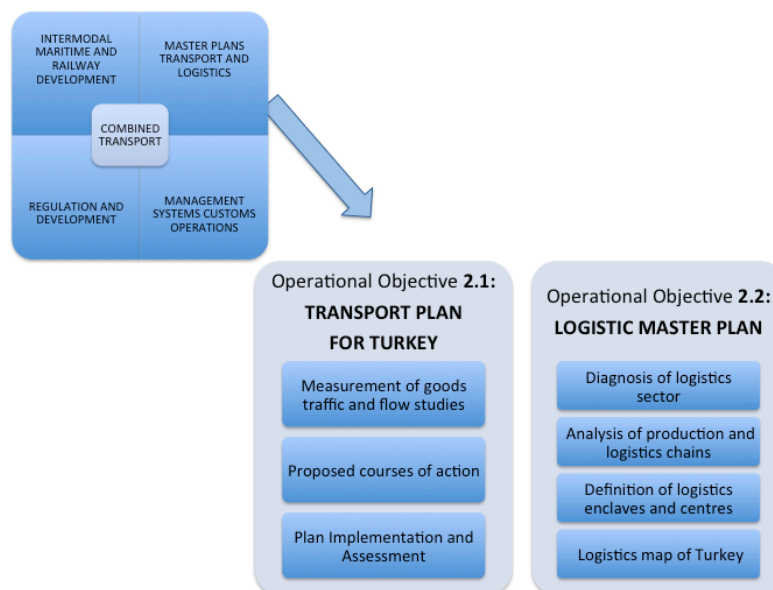 INTERMODAL
MARITIME AND
RAILWAY
DEVELOPMENT
MASTER PLANS
TRANSPORT AND
LOGISTICS
COMBINED
TRANSPORT
REGULATION AND
DEVELOPMENT
MANAGEMENT
SYSTEMS CUSTOMS
OPERATIONS
Operational Objective 2.1:
TRANSPORT PLAN
FOR TURKEY
Measurement of goods
traffic and flow studies
Proposed courses of action
Plan Implementation and
Assessment
Operational Objective 2.2:
LOGISTIC MASTER PLAN
Diagnosis of logistics
sector
Analysis of production and
logistics chains
Definition of logistics
enclaves and centres
Logistics map of Turkey